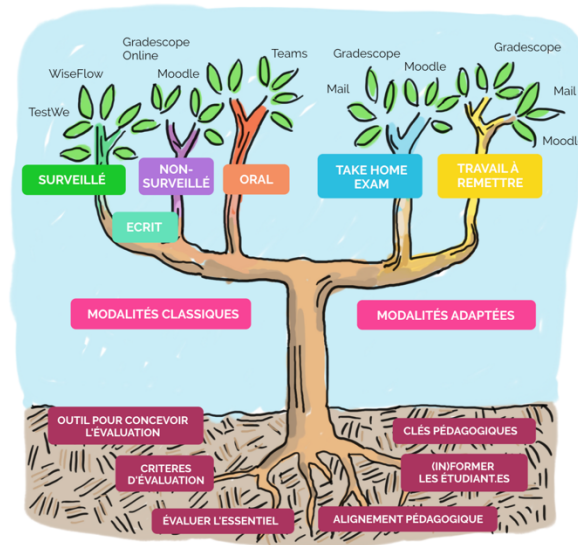 Gradescope
Online
Teams
WiseFlow
Moodle
TestWe
Gradescope
Moodle
Mail
Gradescope
Mail
Moodle
SURVEILLÉ
NON-
SURVEILLÉ
ORAL
TAKE HOME
EXAM
TRAVAIL À
REMETTRE
ECRIT
MODALITÉS CLASSIQUES
MODALITÉS ADAPTÉES
OUTIL POUR CONCEVOIR
L'ÉVALUATION
CLÉS PÉDAGOGIQUES
CRITERES
D'ÉVALUATION
(IN)FORMER
LES ÉTUDIANT.ES
ÉVALUER L'ESSENTIEL
ALIGNEMENT PÉDAGOGIQUE